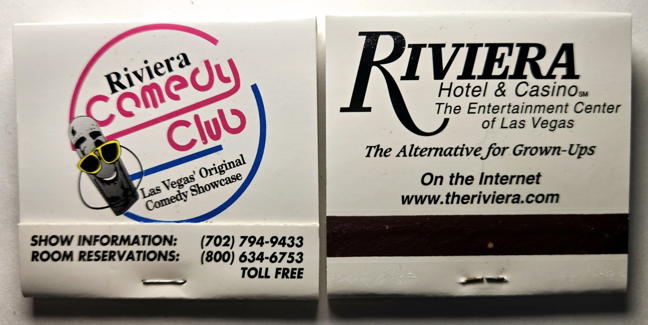 Riviera
Comedy
Club
Las Vegas' Original
Comedy Showcase
SHOW INFORMATION: (702) 794-9433
ROOM RESERVATIONS: (800) 634-6753
TOLL FREE
RIVIERA
Hotel & Casino℠
The Entertainment Center
of Las Vegas
The Alternative for Grown-Ups
On the Internet
www.theriviera.com